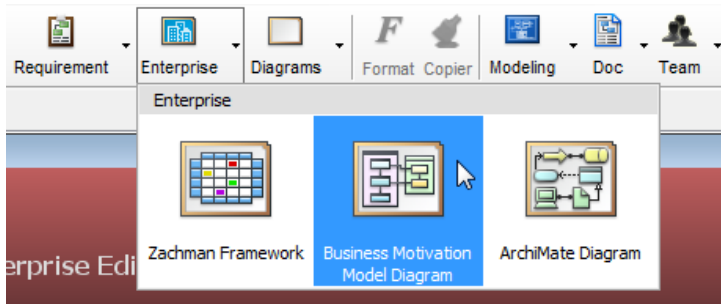 Requirement Enterprise Diagrams Format Copier Modeling Doc Team
Enterprise
Zachman Framework Business Motivation ArchiMate Diagram
Model Diagram
erprise Edi